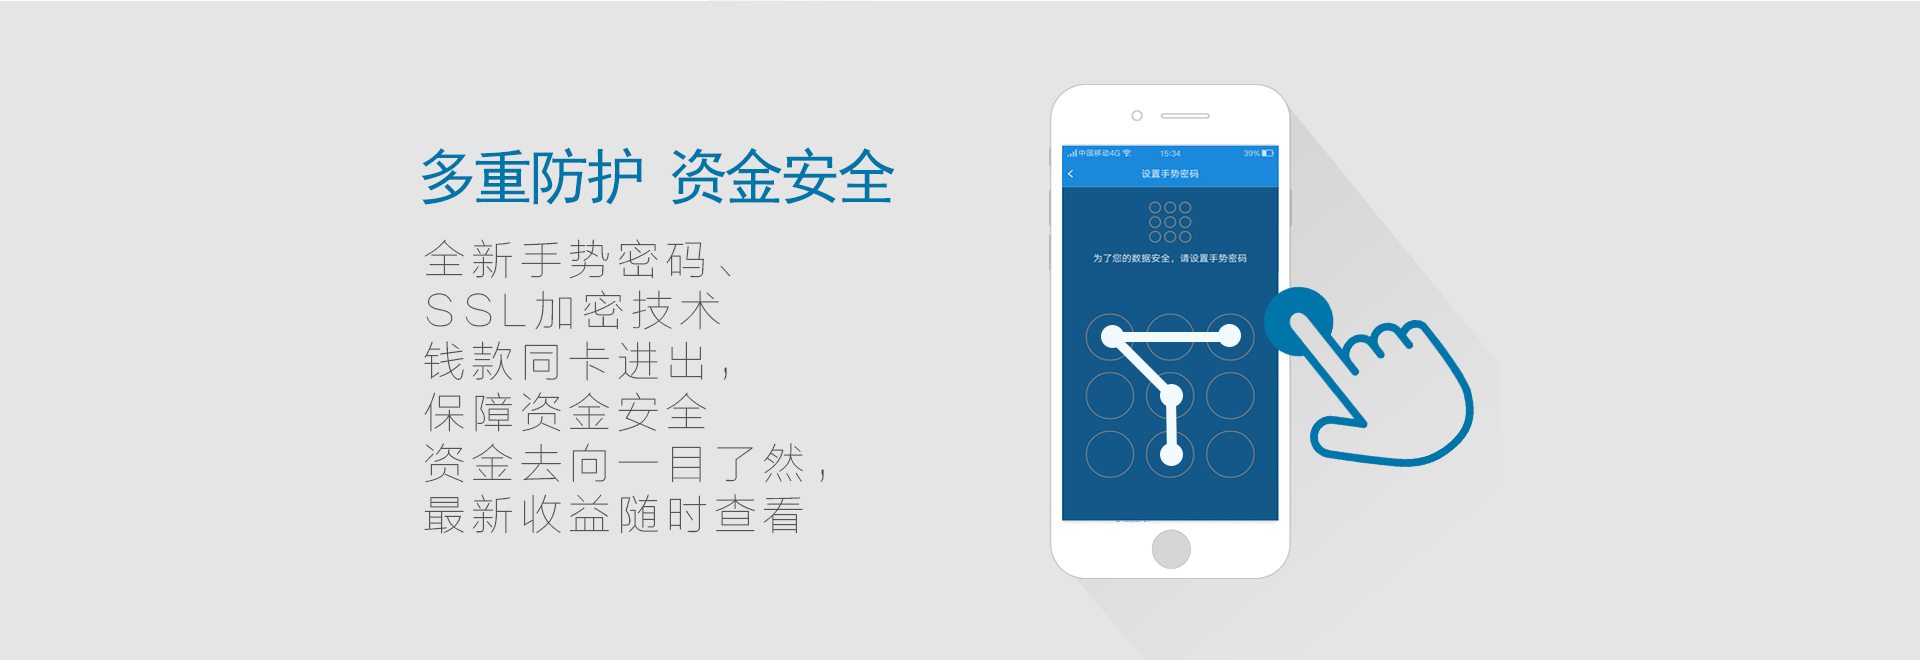 多重防护 资金安全
全新手势密码、
SSL加密技术
钱款同卡进出，
保障资金安全
资金去向一目了然，
最新收益随时查看
中国移动4G 15:34 39%
设置手势密码
为了您的数据安全，请设置手势密码